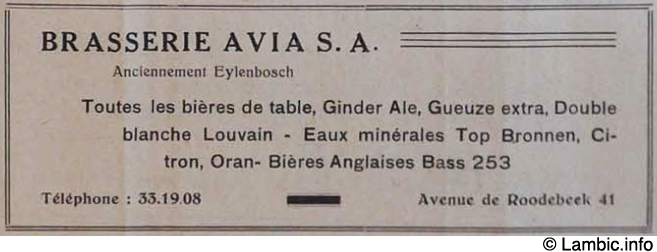 BRASSERIE AVIA S. A.
Anciennement Eylenbosch
Toutes les bières de table, Ginder Ale, Gueuze extra, Double
blanche Louvain - Eaux minérales Top Bronnen, Ci-
tron, Oran- Bières Anglaises Bass 253
Téléphone : 33.19.08 Avenue de Roodebeek 41
© Lambic.info